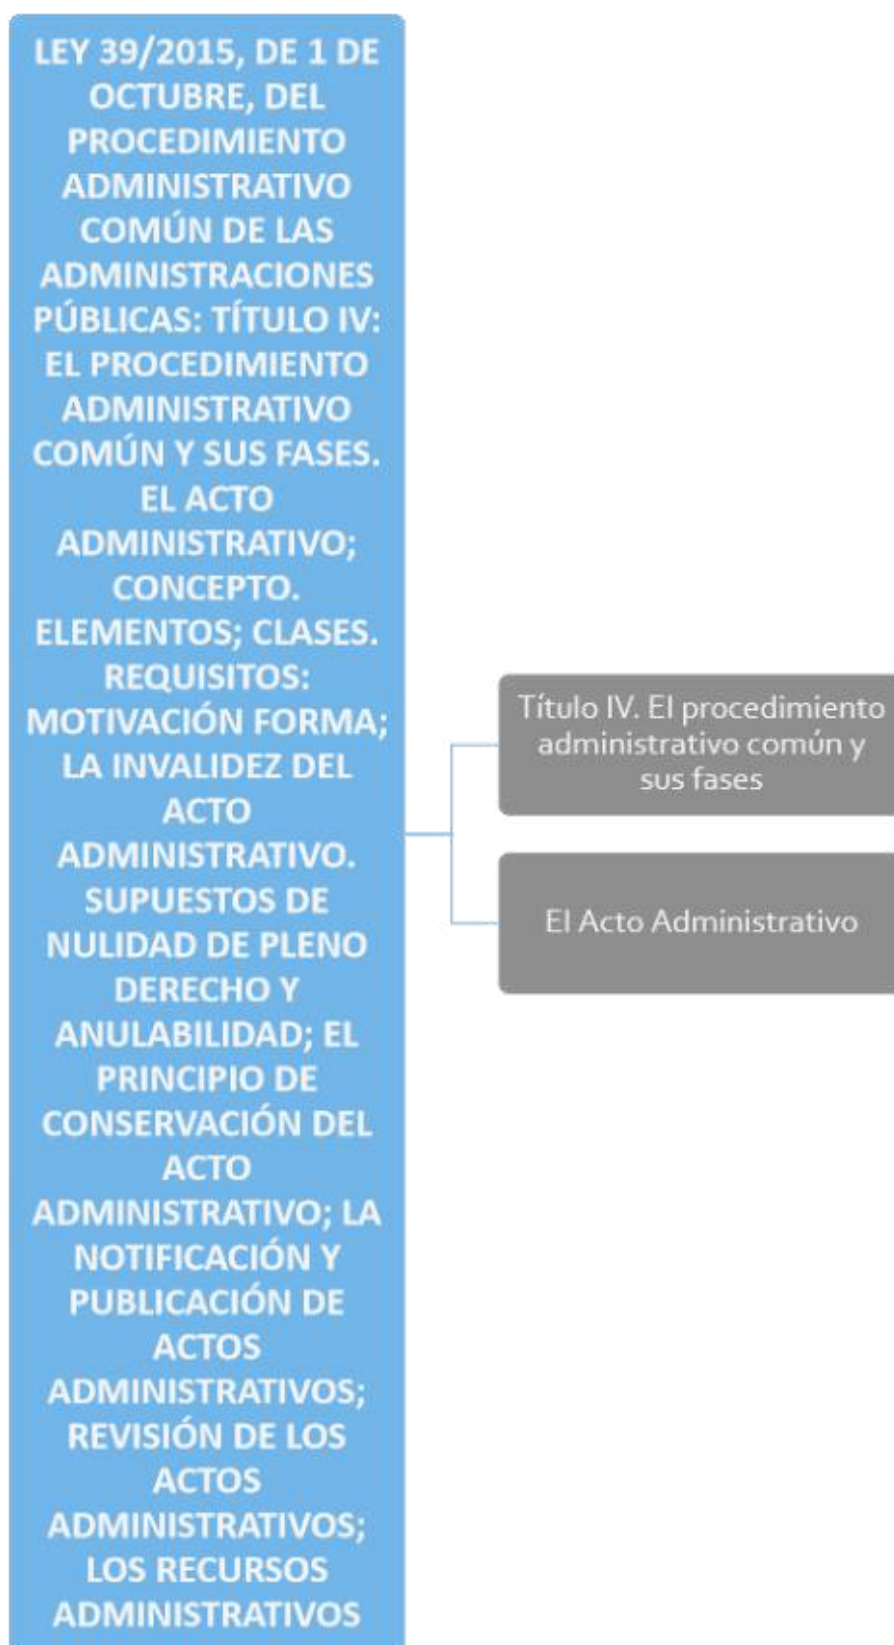 LEY 39/2015, DE 1 DE
OCTUBRE, DEL
PROCEDIMIENTO
ADMINISTRATIVO
COMÚN DE LAS
ADMINISTRACIONES
PÚBLICAS: TÍTULO IV:
EL PROCEDIMIENTO
ADMINISTRATIVO
COMÚN Y SUS FASES.
EL ACTO
ADMINISTRATIVO;
CONCEPTO.
ELEMENTOS; CLASES.
REQUISITOS:
MOTIVACIÓN FORMA;
LA INVALIDEZ DEL
ACTO
ADMINISTRATIVO.
SUPUESTOS DE
NULIDAD DE PLENO
DERECHO Y
ANULABILIDAD; EL
PRINCIPIO DE
CONSERVACIÓN DEL
ACTO
ADMINISTRATIVO; LA
NOTIFICACIÓN Y
PUBLICACIÓN DE
ACTOS
ADMINISTRATIVOS;
REVISIÓN DE LOS
ACTOS
ADMINISTRATIVOS;
LOS RECURSOS
ADMINISTRATIVOS
Título IV. El procedimiento
administrativo común y
sus fases
El Acto Administrativo